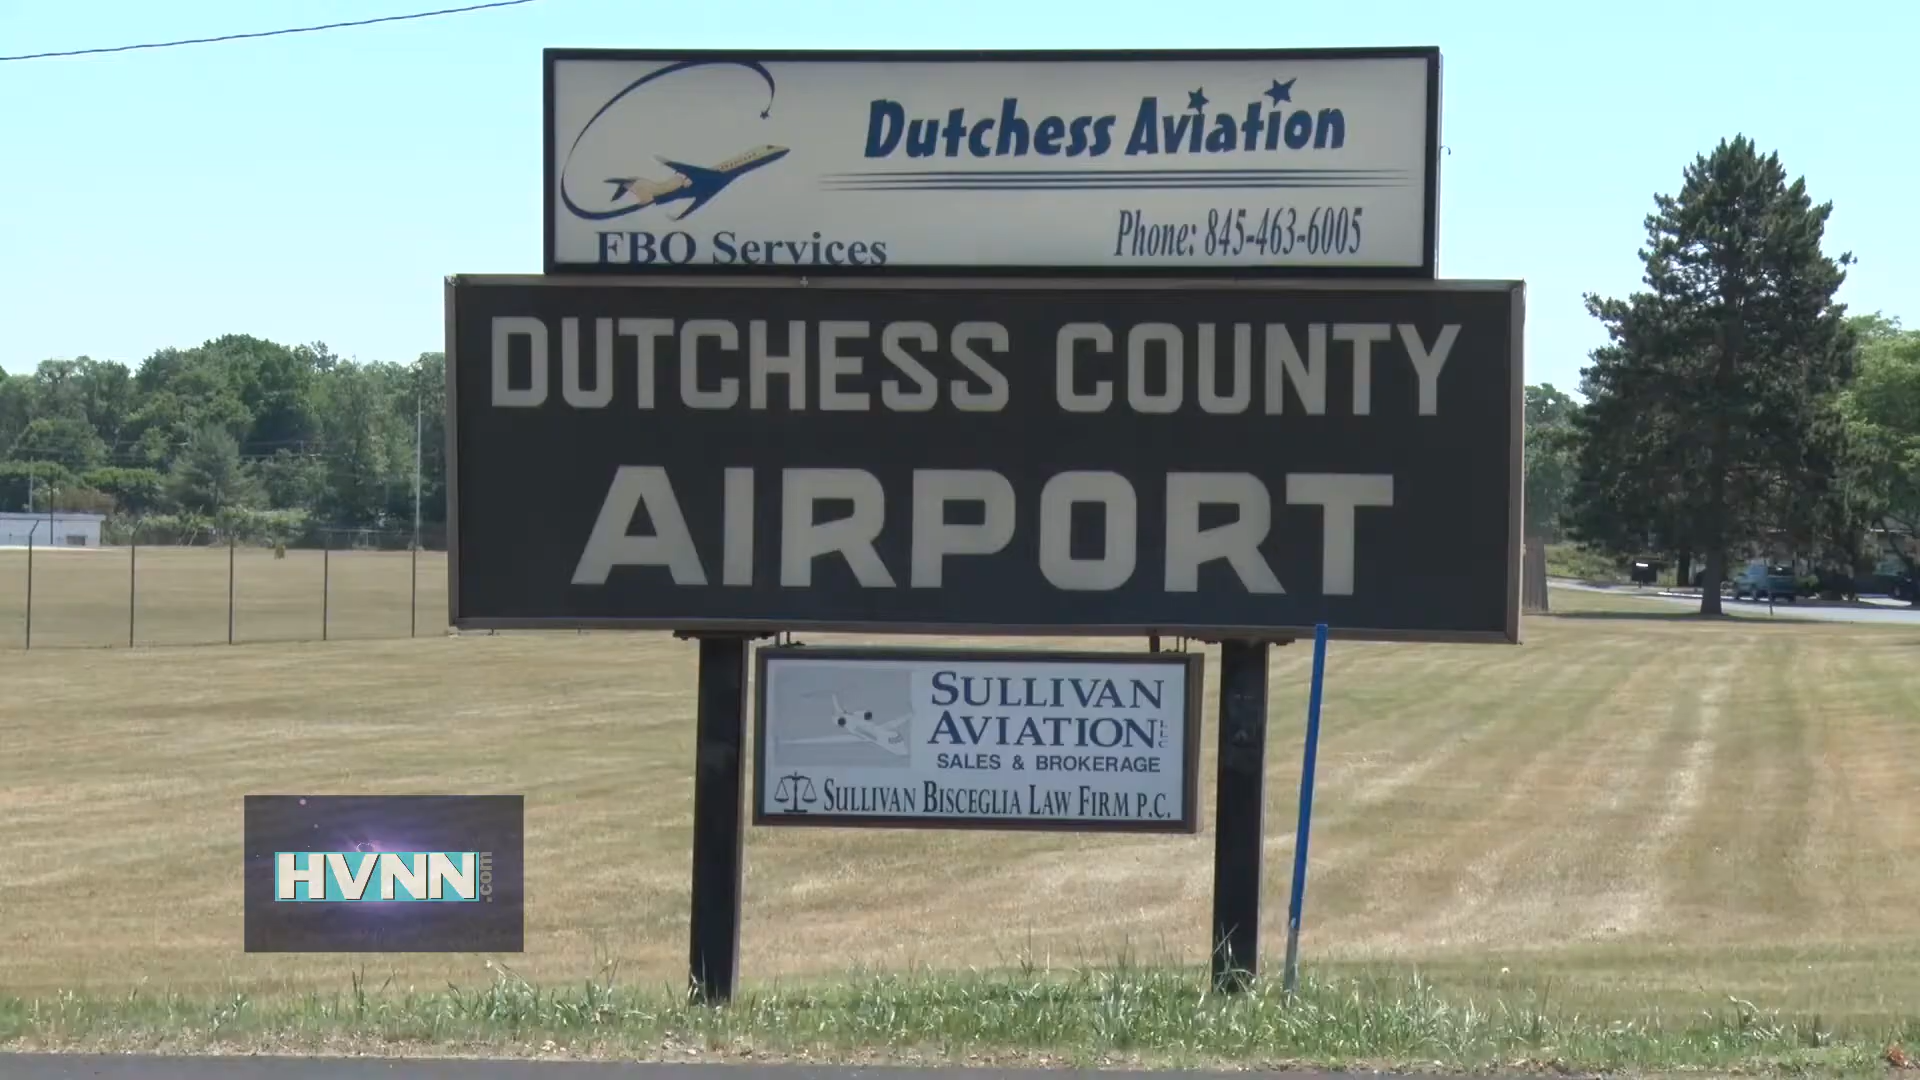 Dutchess Aviation
Phone: 845-463-6005
FBO Services
DUTCHESS COUNTY
AIRPORT
SULLIVAN
AVIATION LLC
SALES & BROKERAGE
SULLIVAN BISCEGLIA LAW FIRM P.C.
HVNN.com